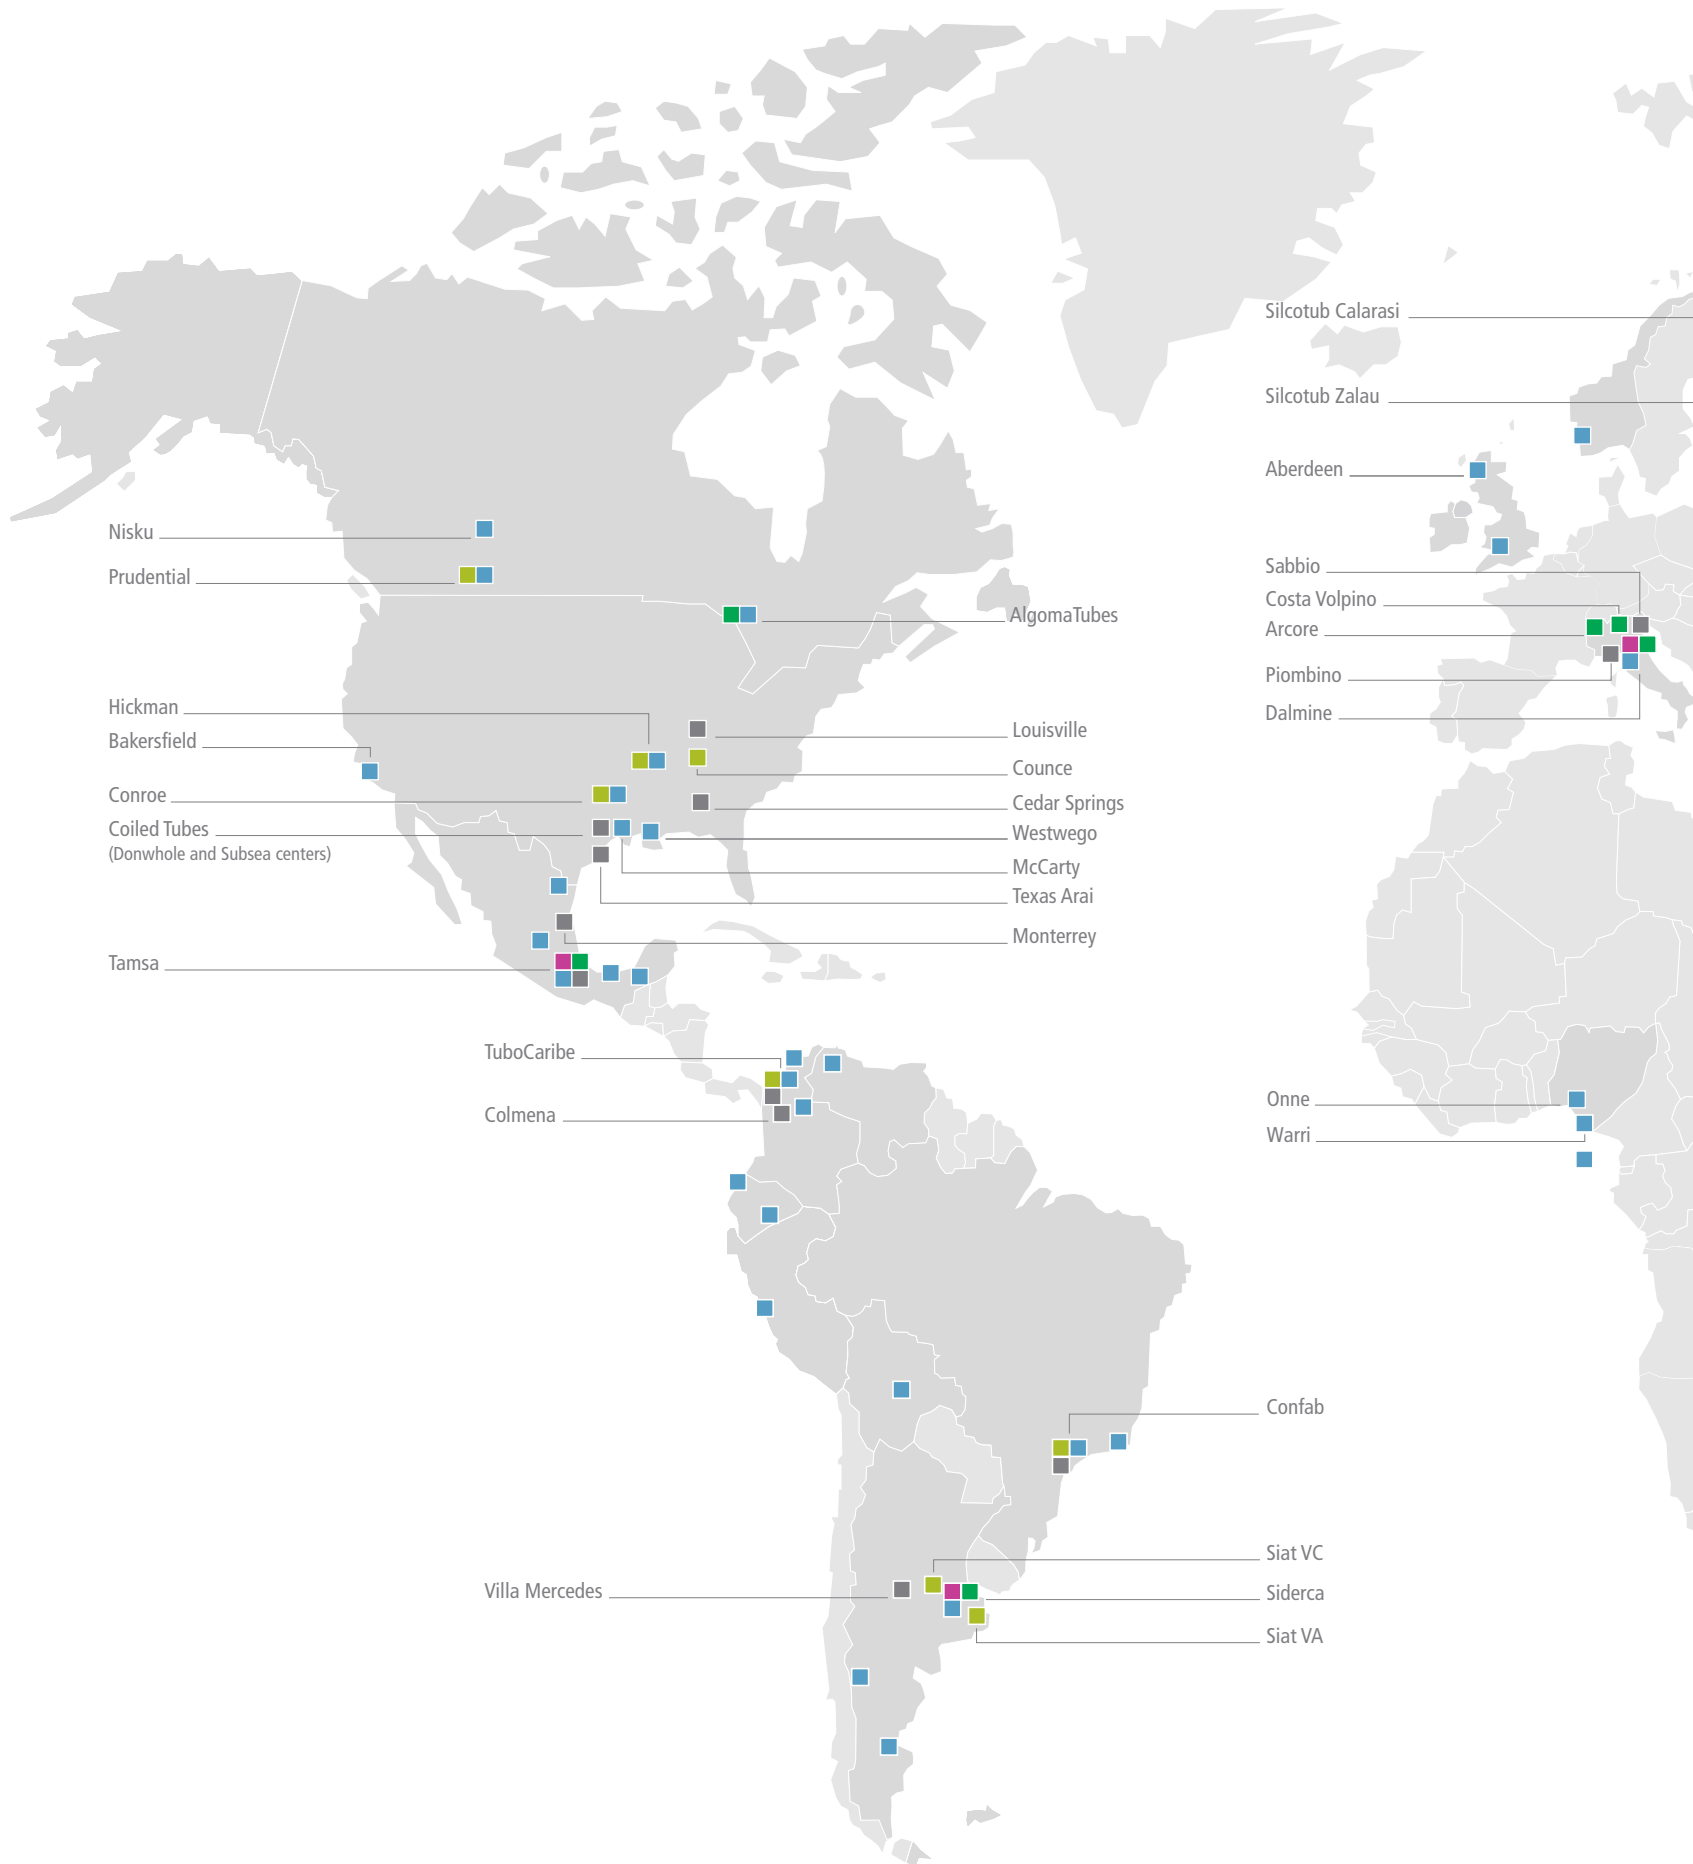 Silcotub Calarasi
Silcotub Zalau
Aberdeen
Nisku
Sabbio
Prudential
Costa Volpino
AlgomaTubes
Arcore
Piombino
Hickman
Dalmine
Louisville
Bakersfield
Counce
Conroe
Cedar Springs
Coiled Tubes
(Donwhole and Subsea centers)
Westwego
McCarty
Texas Arai
Monterrey
Tamsa
TuboCaribe
Onne
Colmena
Warri
Confab
Siat VC
Villa Mercedes
Siderca
Siat VA